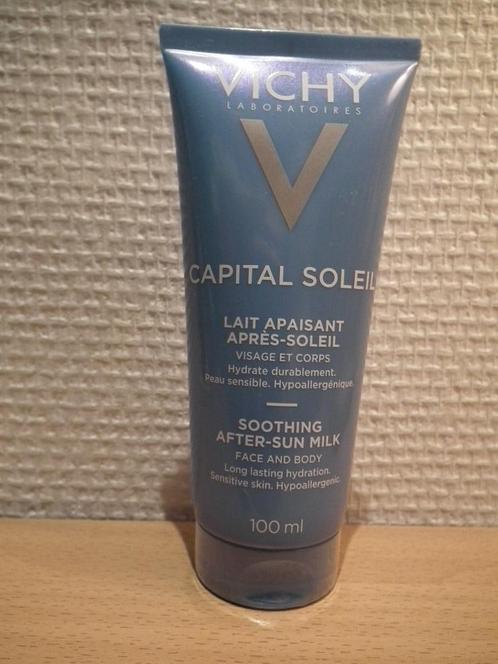 VICHY
LABORATOIRES
CAPITAL SOLEIL
LAIT APAISANT
APRÈS-SOLEIL
VISAGE ET CORPS
Hydrate durablement.
Peau sensible. Hypoallergénique.
SOOTHING
AFTER-SUN MILK
FACE AND BODY
Long lasting hydration.
Sensitive skin. Hypoallergenic.
100 ml